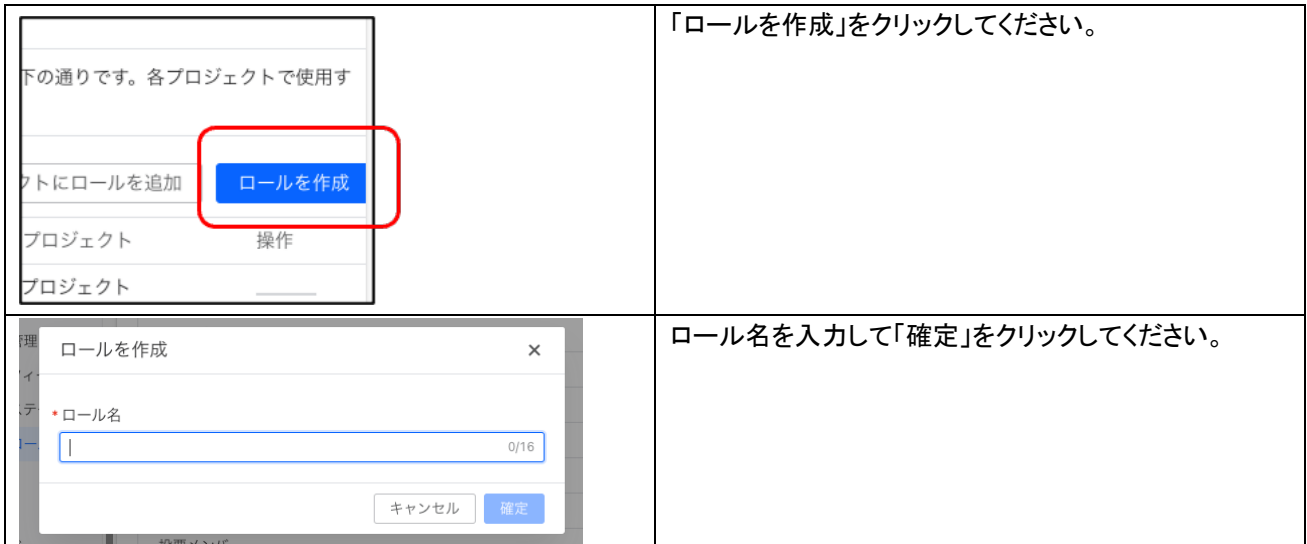 下の通りです。各プロジェクトで使用す
クトにロールを追加
ロールを作成
プロジェクト
操作
プロジェクト
「ロールを作成」をクリックしてください。
管理
ロールを作成
×
* ロール名
0/16
キャンセル
確定
ロール名を入力して「確定」をクリックしてください。